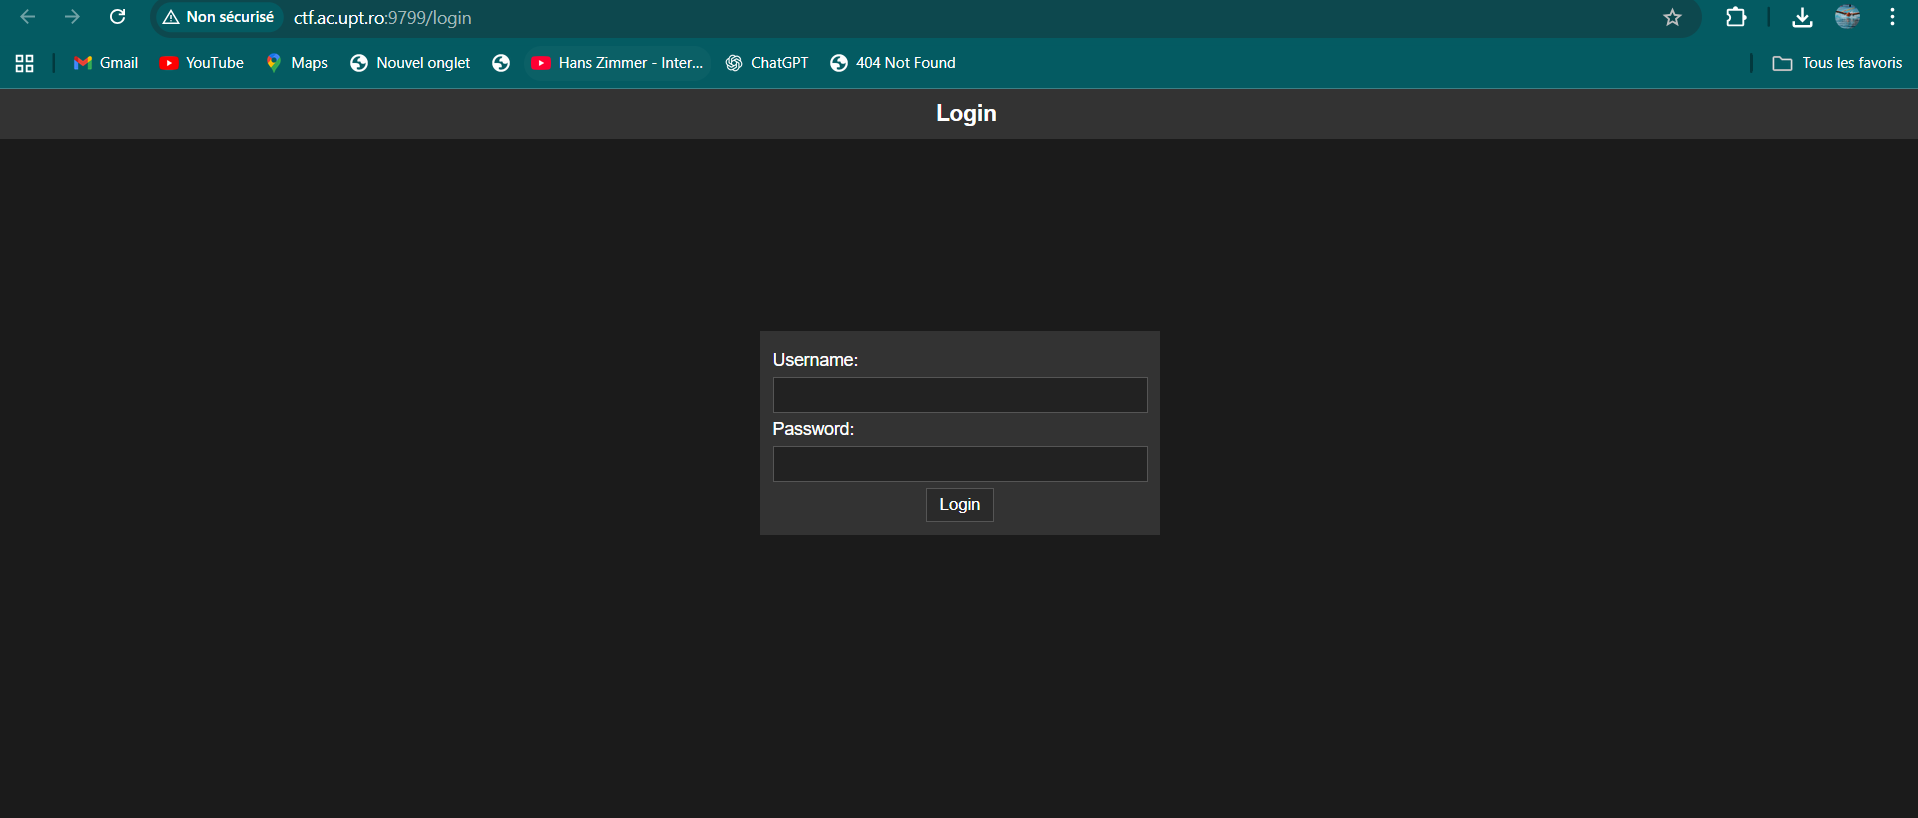 Non sécurisé ctf.ac.upt.ro:9799/login
Gmail YouTube Maps Nouvel onglet Hans Zimmer - Inter... ChatGPT 404 Not Found Tous les favoris
Login
Username:
Password:
Login